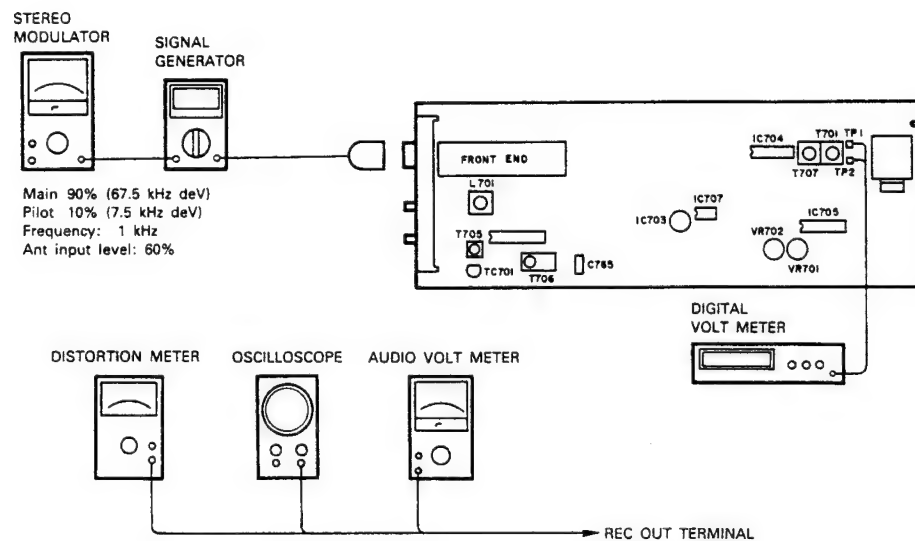 STEREO
MODULATOR
SIGNAL
GENERATOR
Main 90% (67.5 kHz deV)
Pilot 10% (7.5 kHz deV)
Frequency: 1 kHz
Ant input level: 60%
FRONT END
L701
T705
TC701
T706
C765
IC703
IC707
IC704
T701
TP1
T707
TP2
IC705
VR702
VR701
DIGITAL
VOLT METER
DISTORTION METER
OSCILLOSCOPE
AUDIO VOLT METER
REC OUT TERMINAL